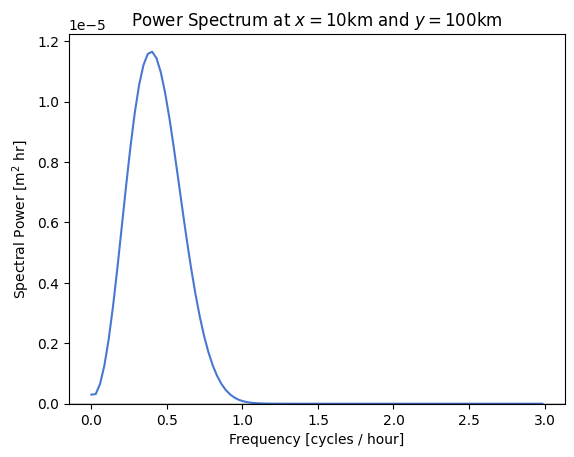 Power Spectrum at x = 10km and y = 100km
1e−5
1.2
1.0
0.8
0.6
0.4
0.2
0.0
Spectral Power [m² hr]
0.0 0.5 1.0 1.5 2.0 2.5 3.0
Frequency [cycles / hour]